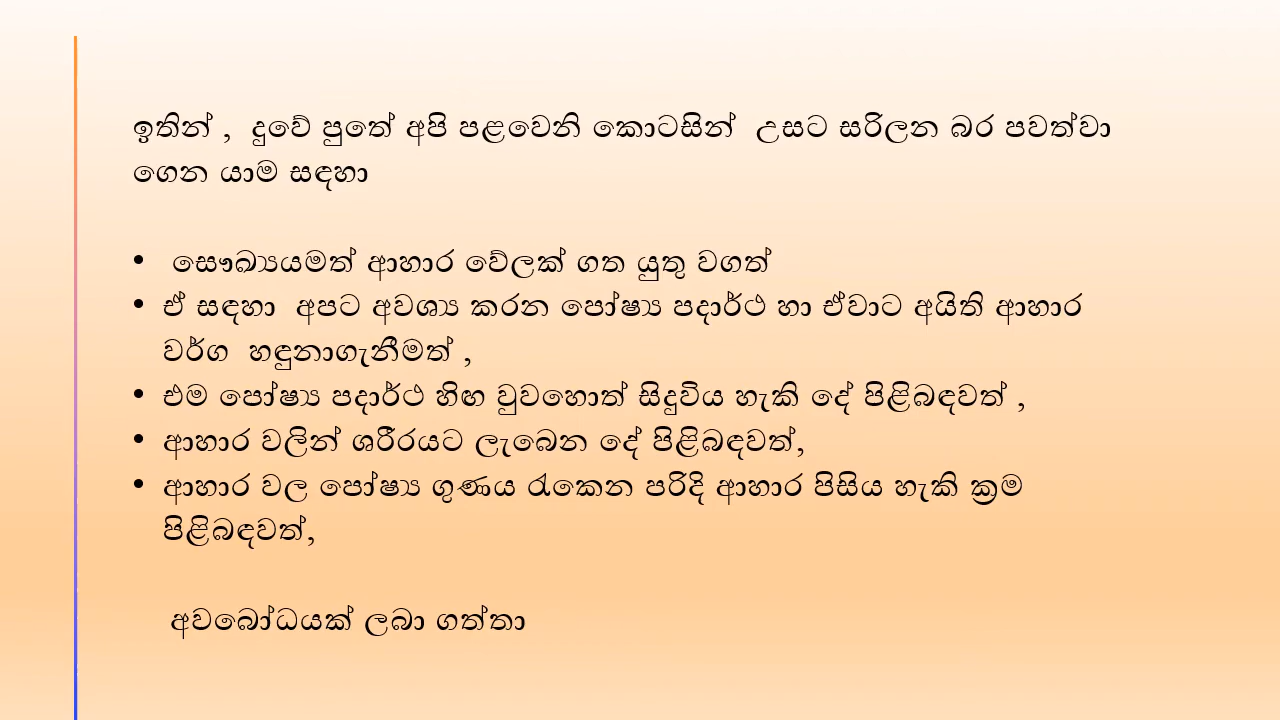 ඉතින් ,  දුවේ පුතේ අපි පළවෙනි කොටසින්  උසට සරිලන බර පවත්වා
ගෙන යාම සඳහා
•  සෞඛ්‍යයමත් ආහාර වේලක් ගත යුතු වගත්
• ඒ සඳහා  අපට අවශ්‍ය කරන පෝෂ්‍ය පදාර්ථ හා ඒවාට අයිති ආහාර
වර්ග  හඳුනාගැනීමත් ,
• එම පෝෂ්‍ය පදාර්ථ හිඟ වුවහොත් සිදුවිය හැකි දේ පිළිබඳවත් ,
• ආහාර වලින් ශරීරයට ලැබෙන දේ පිළිබඳවත්,
• ආහාර වල පෝෂ්‍ය ගුණය රැකෙන පරිදි ආහාර පිසිය හැකි ක්‍රම
පිළිබඳවත්,
අවබෝධයක් ලබා ගත්තා